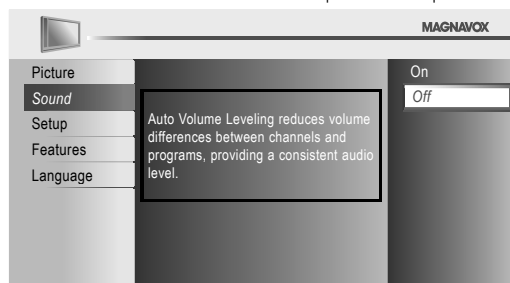 MAGNAVOX
Picture
Sound
Setup
Features
Language
Auto Volume Leveling reduces volume
differences between channels and
programs, providing a consistent audio
level.
On
Off